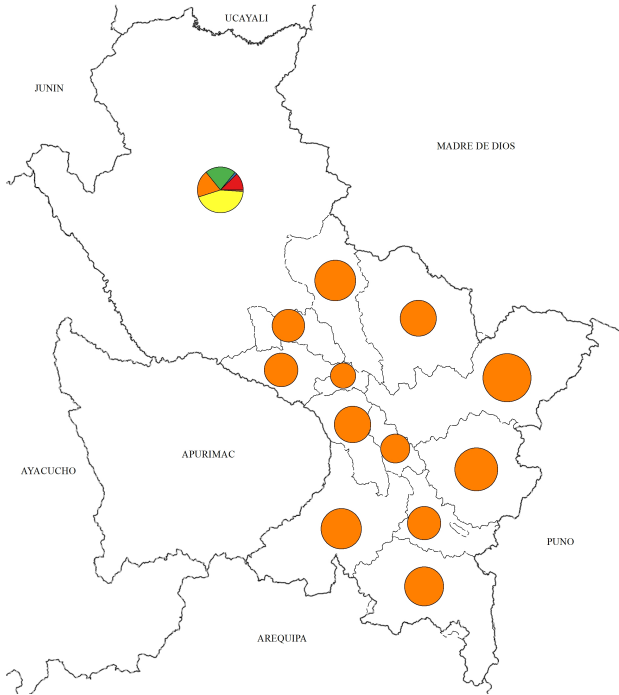 UCAYALI
JUNIN
MADRE DE DIOS
APURIMAC
AYACUCHO
PUNO
AREQUIPA